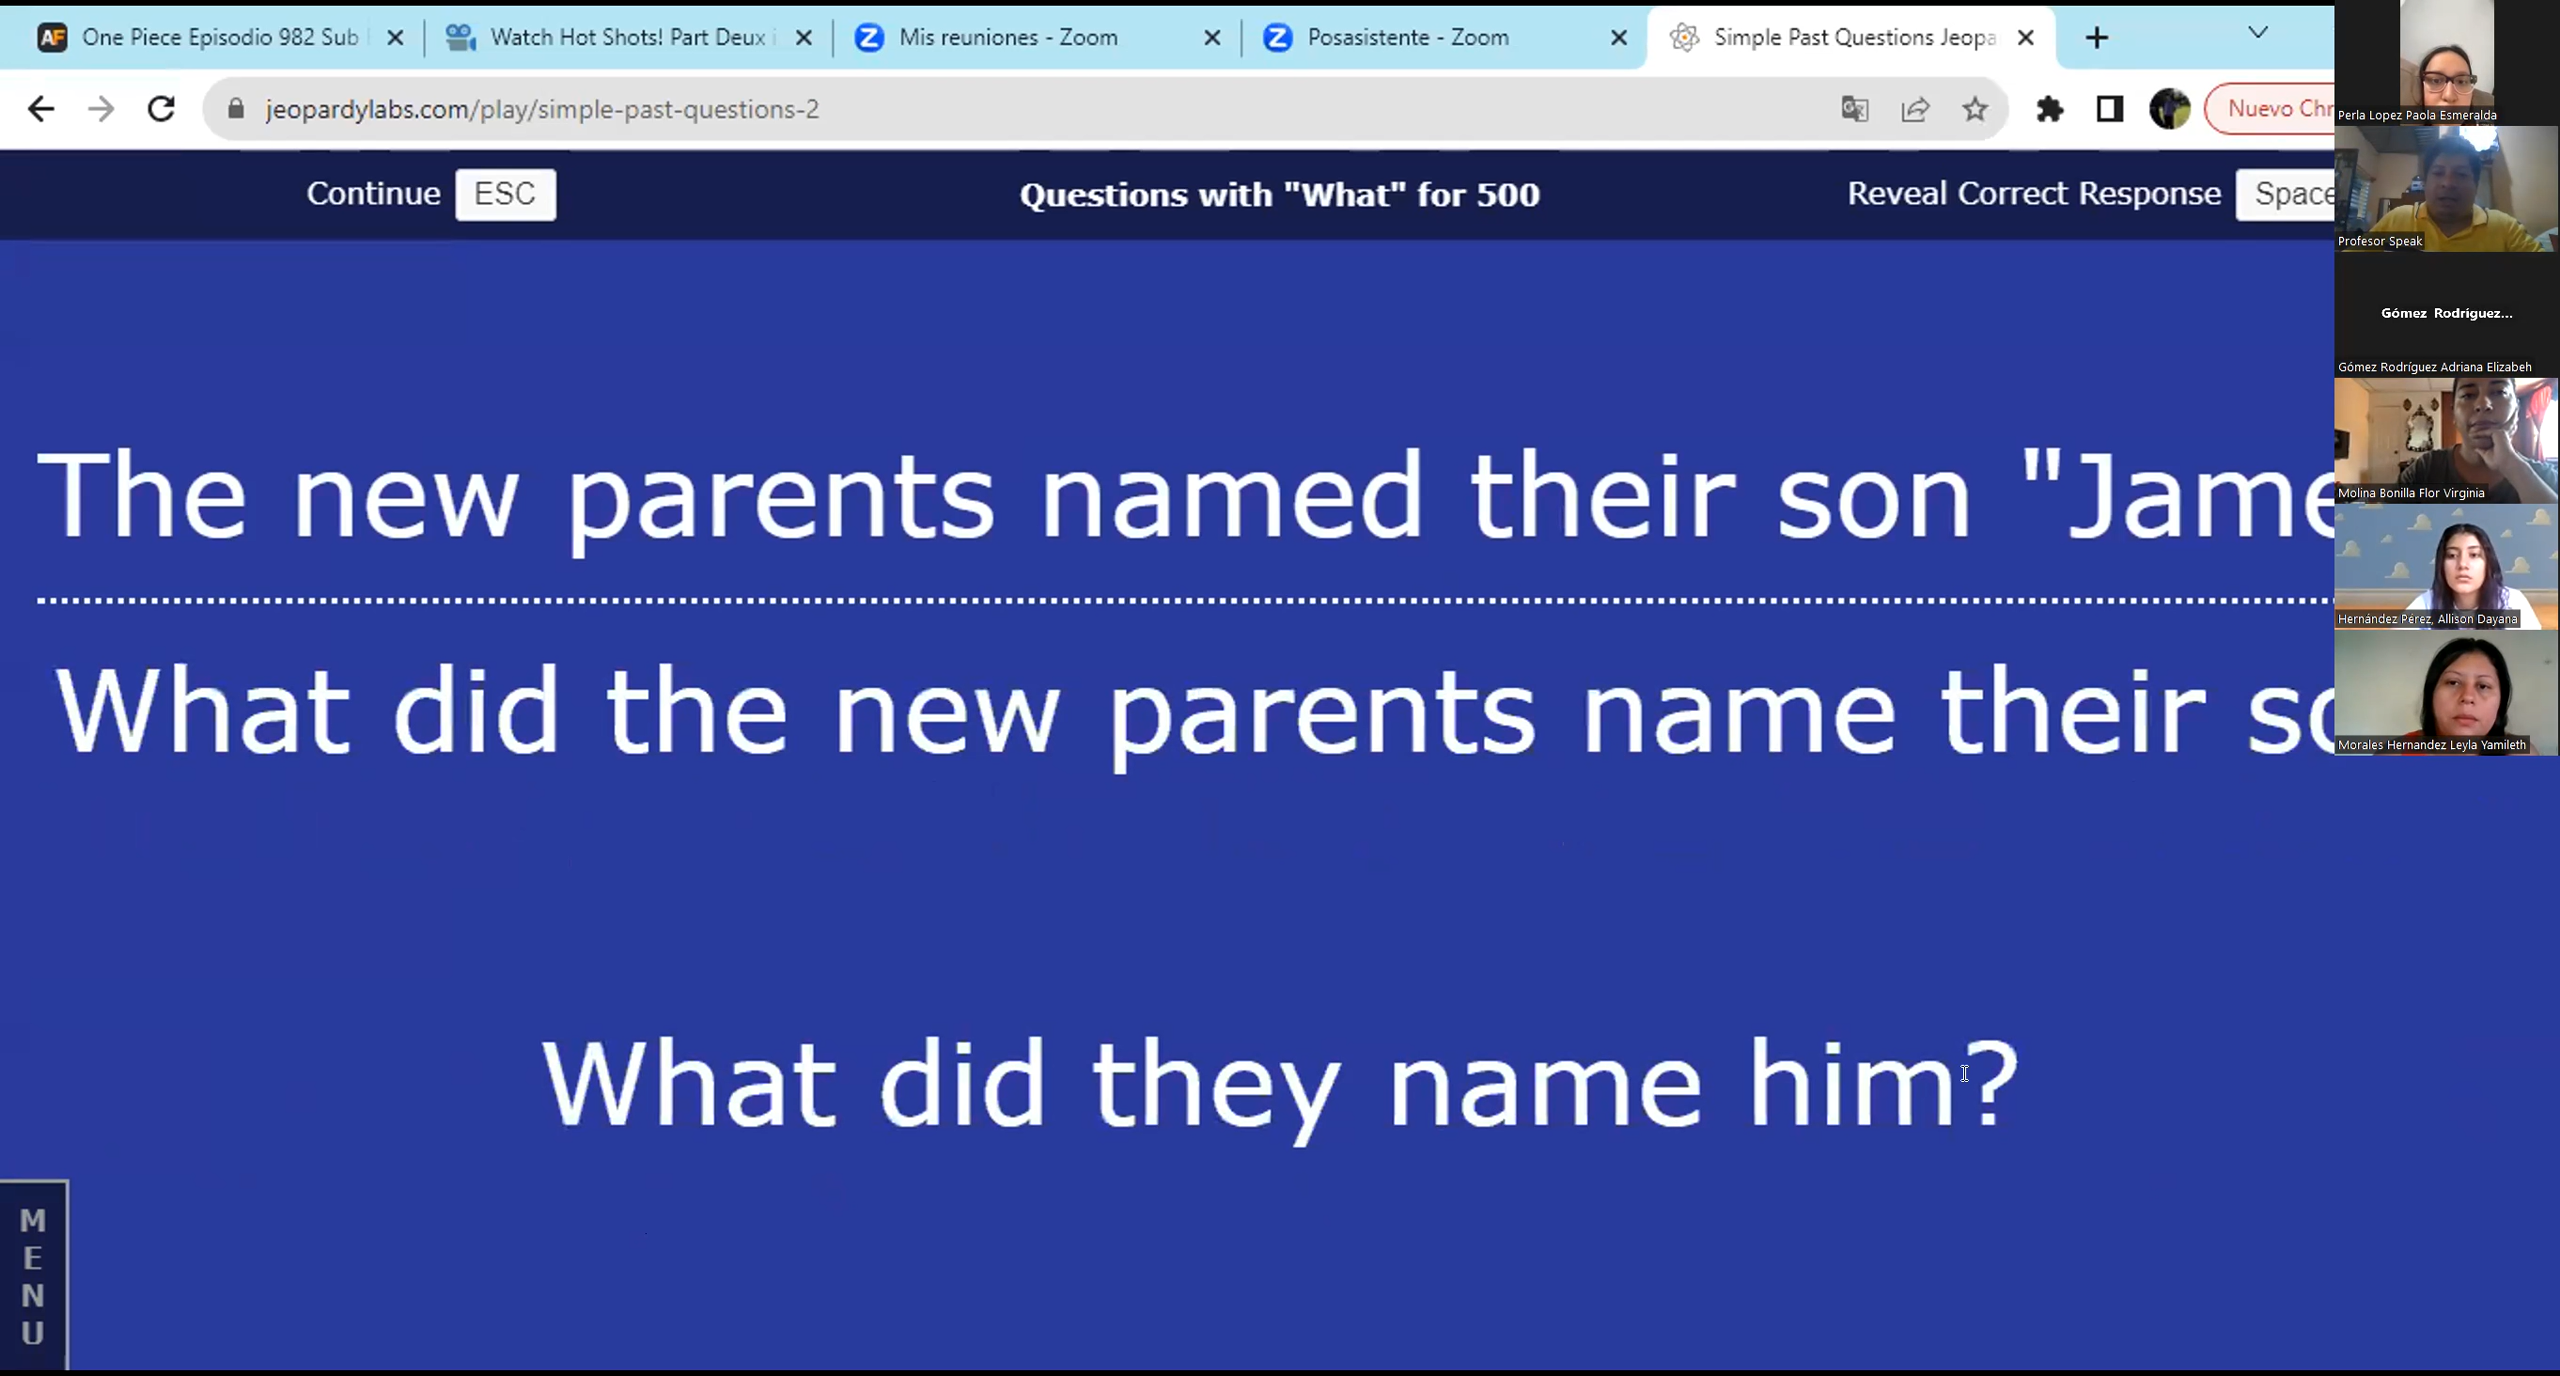 One Piece Episodio 982 Sub
Watch Hot Shots! Part Deux i
Mis reuniones - Zoom
Posasistente - Zoom
Simple Past Questions Jeopa
jeopardylabs.com/play/simple-past-questions-2
Nuevo Chr
Continue ESC
Questions with "What" for 500
Reveal Correct Response Space
The new parents named their son "Jame
What did the new parents name their so
What did they name him?
MENU
Perla Lopez Paola Esmeralda
Profesor Speak
Gómez Rodríguez...
Gómez Rodríguez Adriana Elizabeh
Molina Bonilla Flor Virginia
Hernández Pérez, Allison Dayana
Morales Hernandez Leyla Yamileth